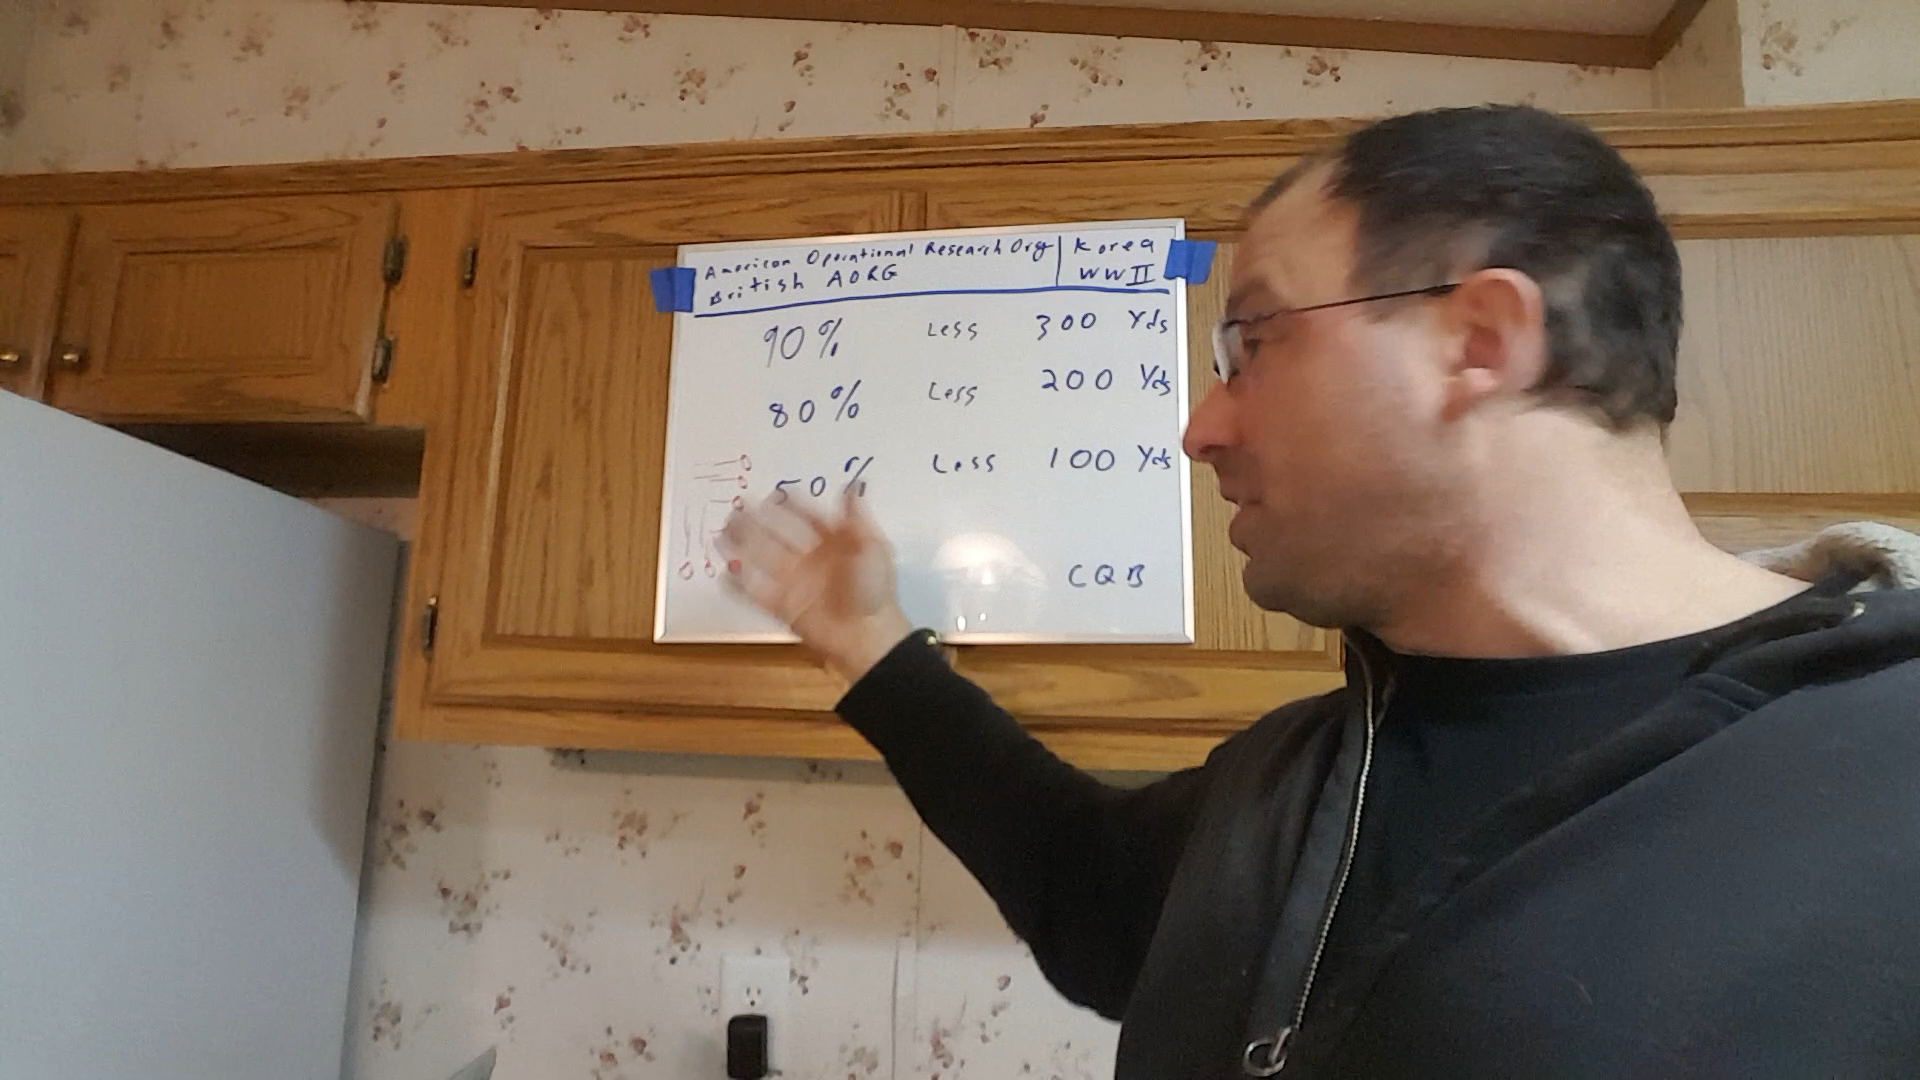 American Operational Research Org | Korea
British AORG | WWII
90% Less 300 Yds
80% Less 200 Yds
50% Less 100 Yds
CQB